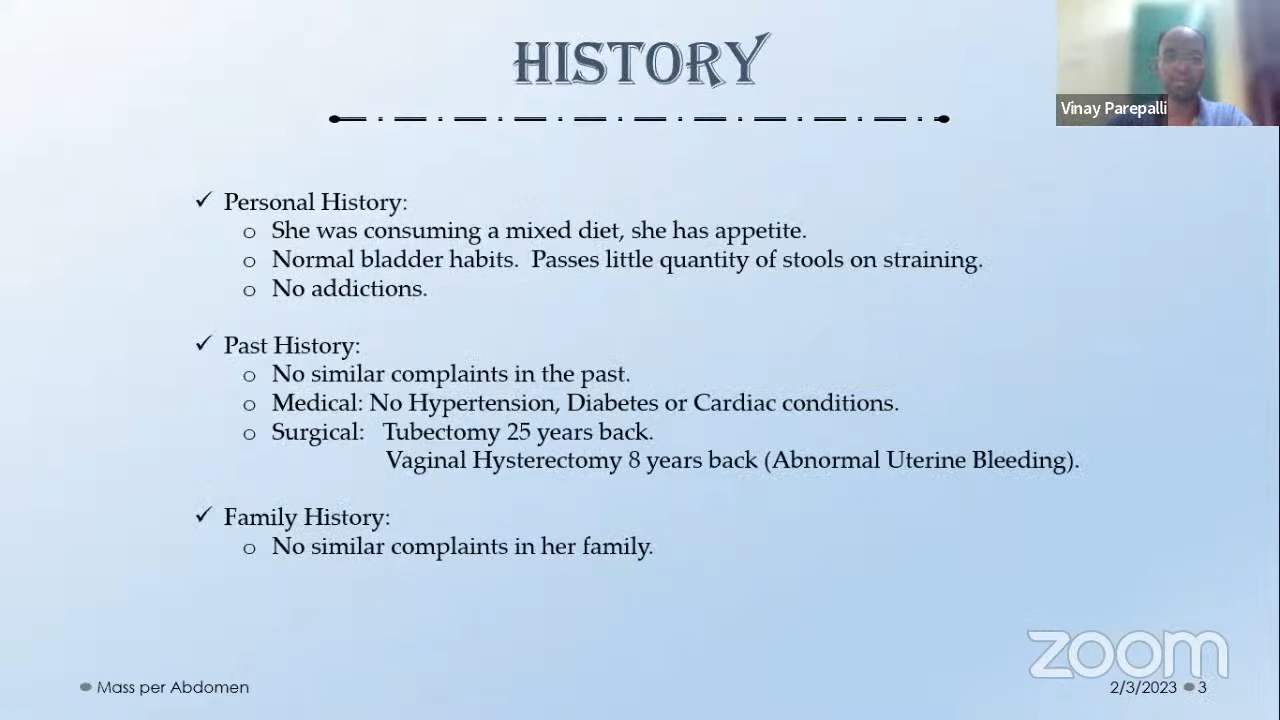 HISTORY
Vinay Parepalli
✓ Personal History:
o She was consuming a mixed diet, she has appetite.
o Normal bladder habits. Passes little quantity of stools on straining.
o No addictions.
✓ Past History:
o No similar complaints in the past.
o Medical: No Hypertension, Diabetes or Cardiac conditions.
o Surgical: Tubectomy 25 years back.
Vaginal Hysterectomy 8 years back (Abnormal Uterine Bleeding).
✓ Family History:
o No similar complaints in her family.
zoom
Mass per Abdomen
2/3/2023 3